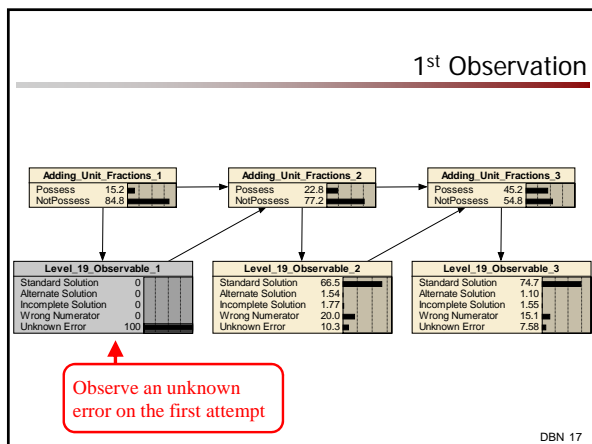 1st Observation
Adding_Unit_Fractions_1
Possess 15.2
NotPossess 84.8
Adding_Unit_Fractions_2
Possess 22.8
NotPossess 77.2
Adding_Unit_Fractions_3
Possess 45.2
NotPossess 54.8
Level_19_Observable_1
Standard Solution 0
Alternate Solution 0
Incomplete Solution 0
Wrong Numerator 0
Unknown Error 100
Level_19_Observable_2
Standard Solution 66.5
Alternate Solution 1.54
Incomplete Solution 1.77
Wrong Numerator 20.0
Unknown Error 10.3
Level_19_Observable_3
Standard Solution 74.7
Alternate Solution 1.10
Incomplete Solution 1.55
Wrong Numerator 15.1
Unknown Error 7.58
Observe an unknown
error on the first attempt
DBN 17